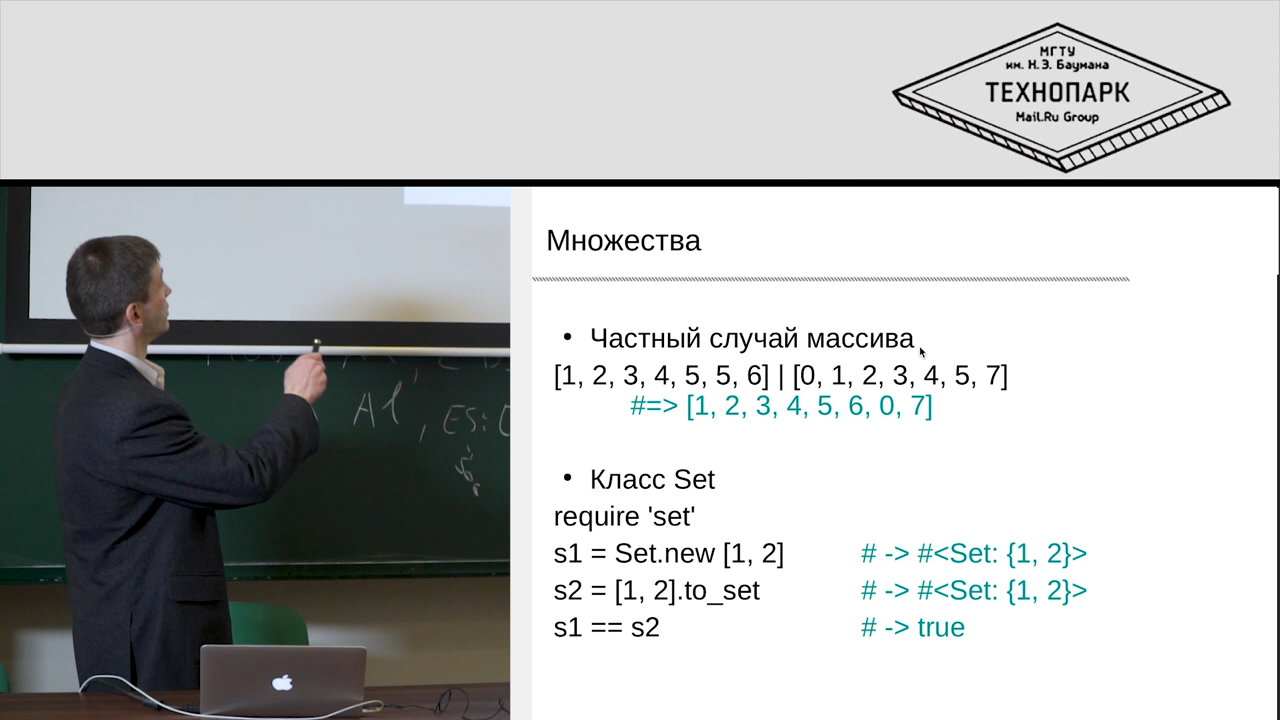 МГТУ
им. Н.Э. Баумана
ТЕХНОПАРК
Mail.Ru Group
Множества
• Частный случай массива
[1, 2, 3, 4, 5, 5, 6] | [0, 1, 2, 3, 4, 5, 7]
#=> [1, 2, 3, 4, 5, 6, 0, 7]
• Класс Set
require 'set'
s1 = Set.new [1, 2] # -> #<Set: {1, 2}>
s2 = [1, 2].to_set # -> #<Set: {1, 2}>
s1 == s2 # -> true
Al, ES: